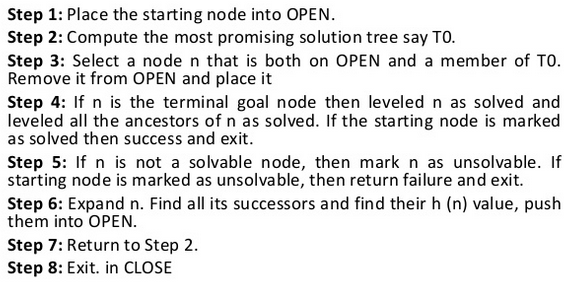 Step 1: Place the starting node into OPEN.
Step 2: Compute the most promising solution tree say T0.
Step 3: Select a node n that is both on OPEN and a member of T0.
Remove it from OPEN and place it
Step 4: If n is the terminal goal node then leveled n as solved and
leveled all the ancestors of n as solved. If the starting node is marked
as solved then success and exit.
Step 5: If n is not a solvable node, then mark n as unsolvable. If
starting node is marked as unsolvable, then return failure and exit.
Step 6: Expand n. Find all its successors and find their h (n) value, push
them into OPEN.
Step 7: Return to Step 2.
Step 8: Exit. in CLOSE